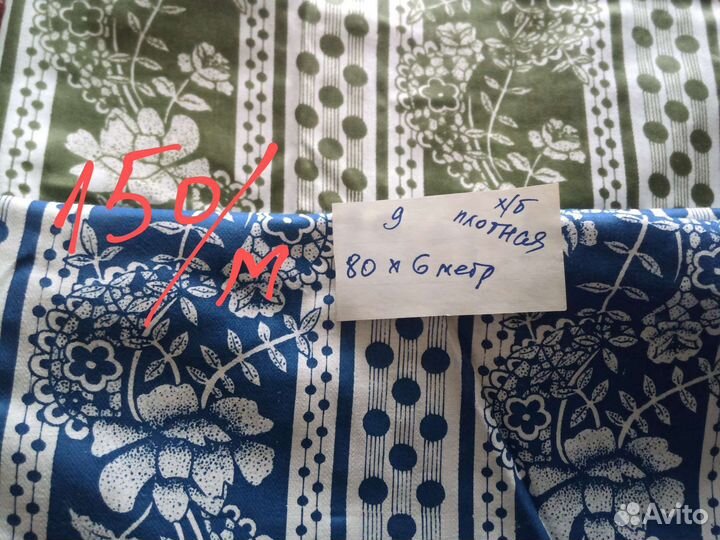 150/м
9 х/б
плотная
80 х 6 метр
Avito